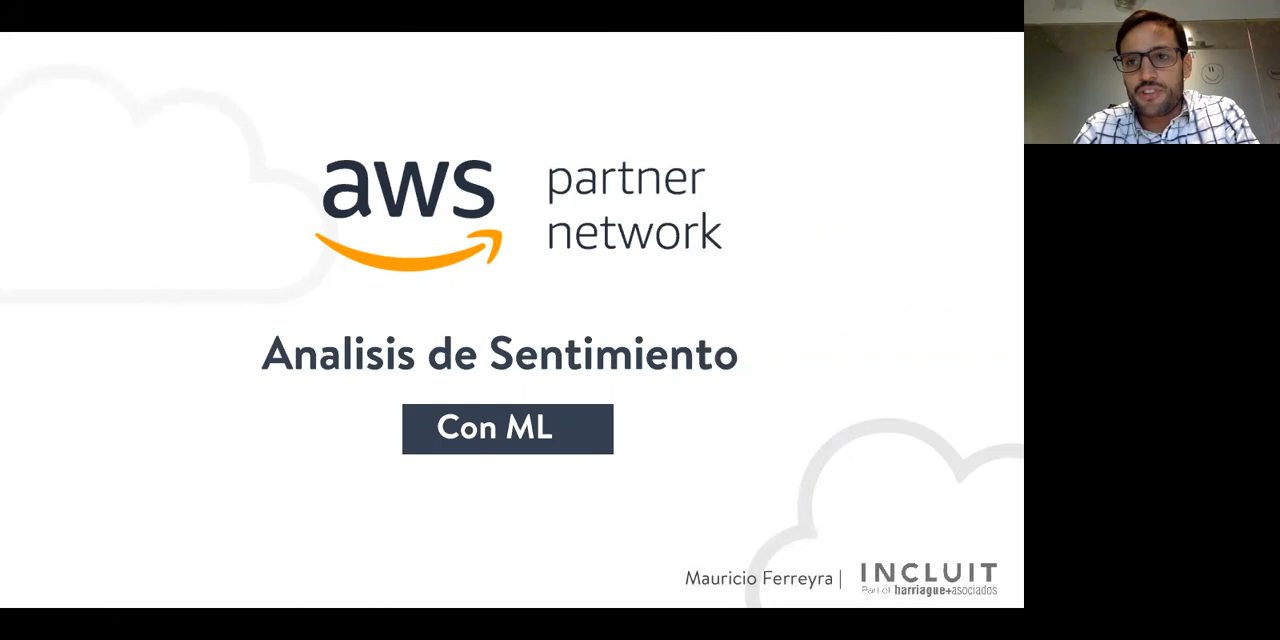 aws
partner
network
Analisis de Sentimiento
Con ML
Mauricio Ferreyra |
INCLUIT
Part of harriague+asociados